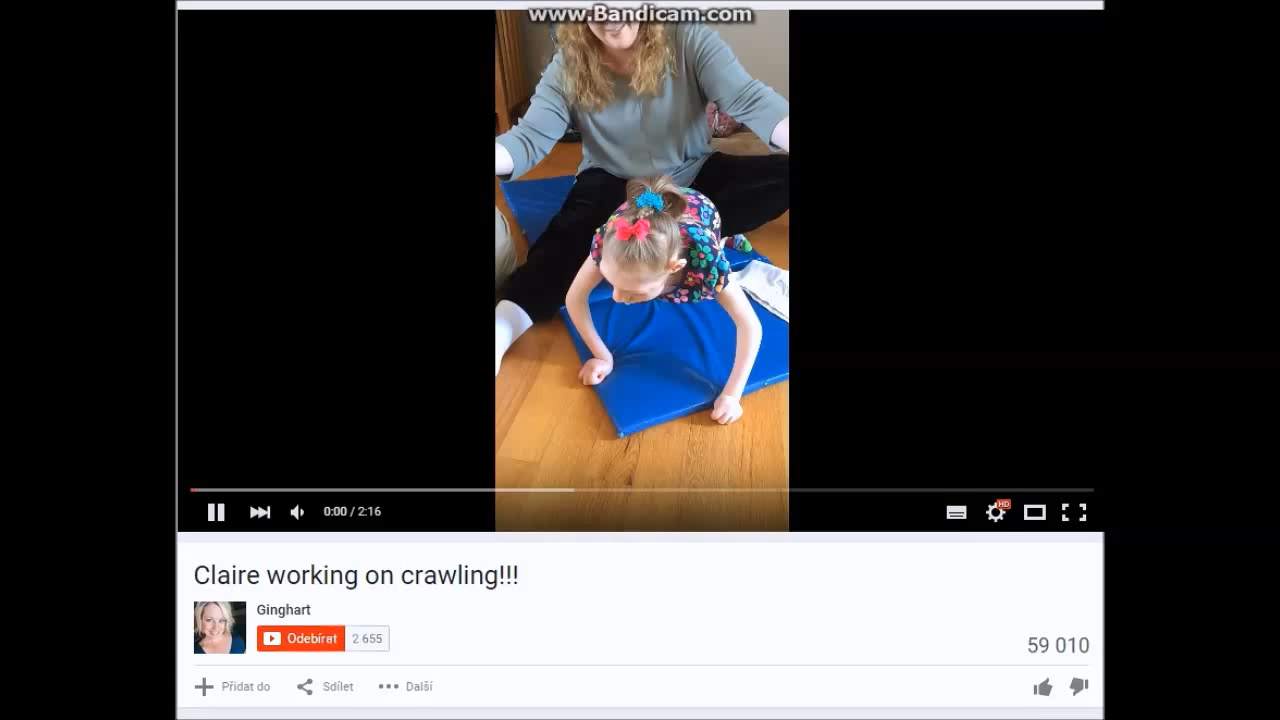 www.Bandicam.com
0:00 / 2:16
HD
Claire working on crawling!!!
Ginghart
Odebírat 2 655
59 010
Přidat do Sdílet Další